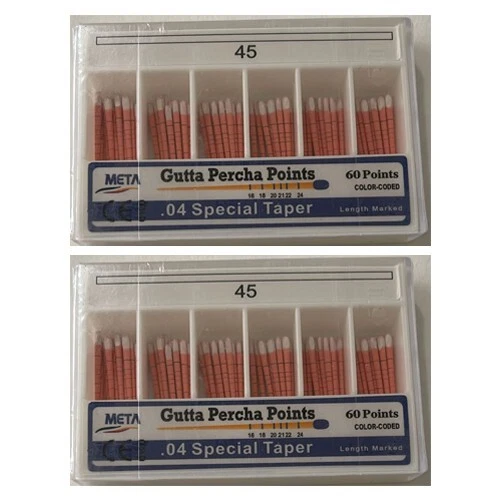 45
META
Gutta Percha Points
60 Points
COLOR-CODED
16 18 20 21 22 24
CE
.04 Special Taper
Length Marked
45
META
Gutta Percha Points
60 Points
COLOR-CODED
16 18 20 21 22 24
CE
.04 Special Taper
Length Marked